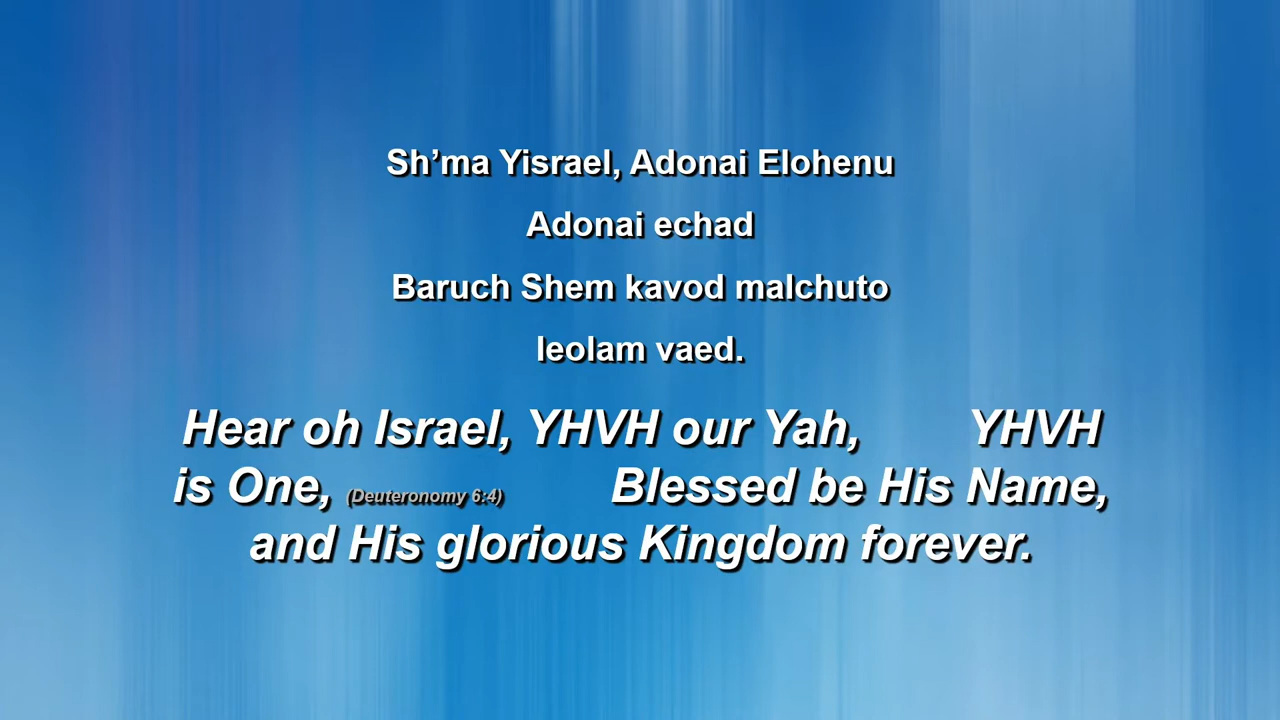 Sh’ma Yisrael, Adonai Elohenu
Adonai echad
Baruch Shem kavod malchuto
leolam vaed.
Hear oh Israel, YHVH our Yah, YHVH
is One, (Deuteronomy 6:4) Blessed be His Name,
and His glorious Kingdom forever.